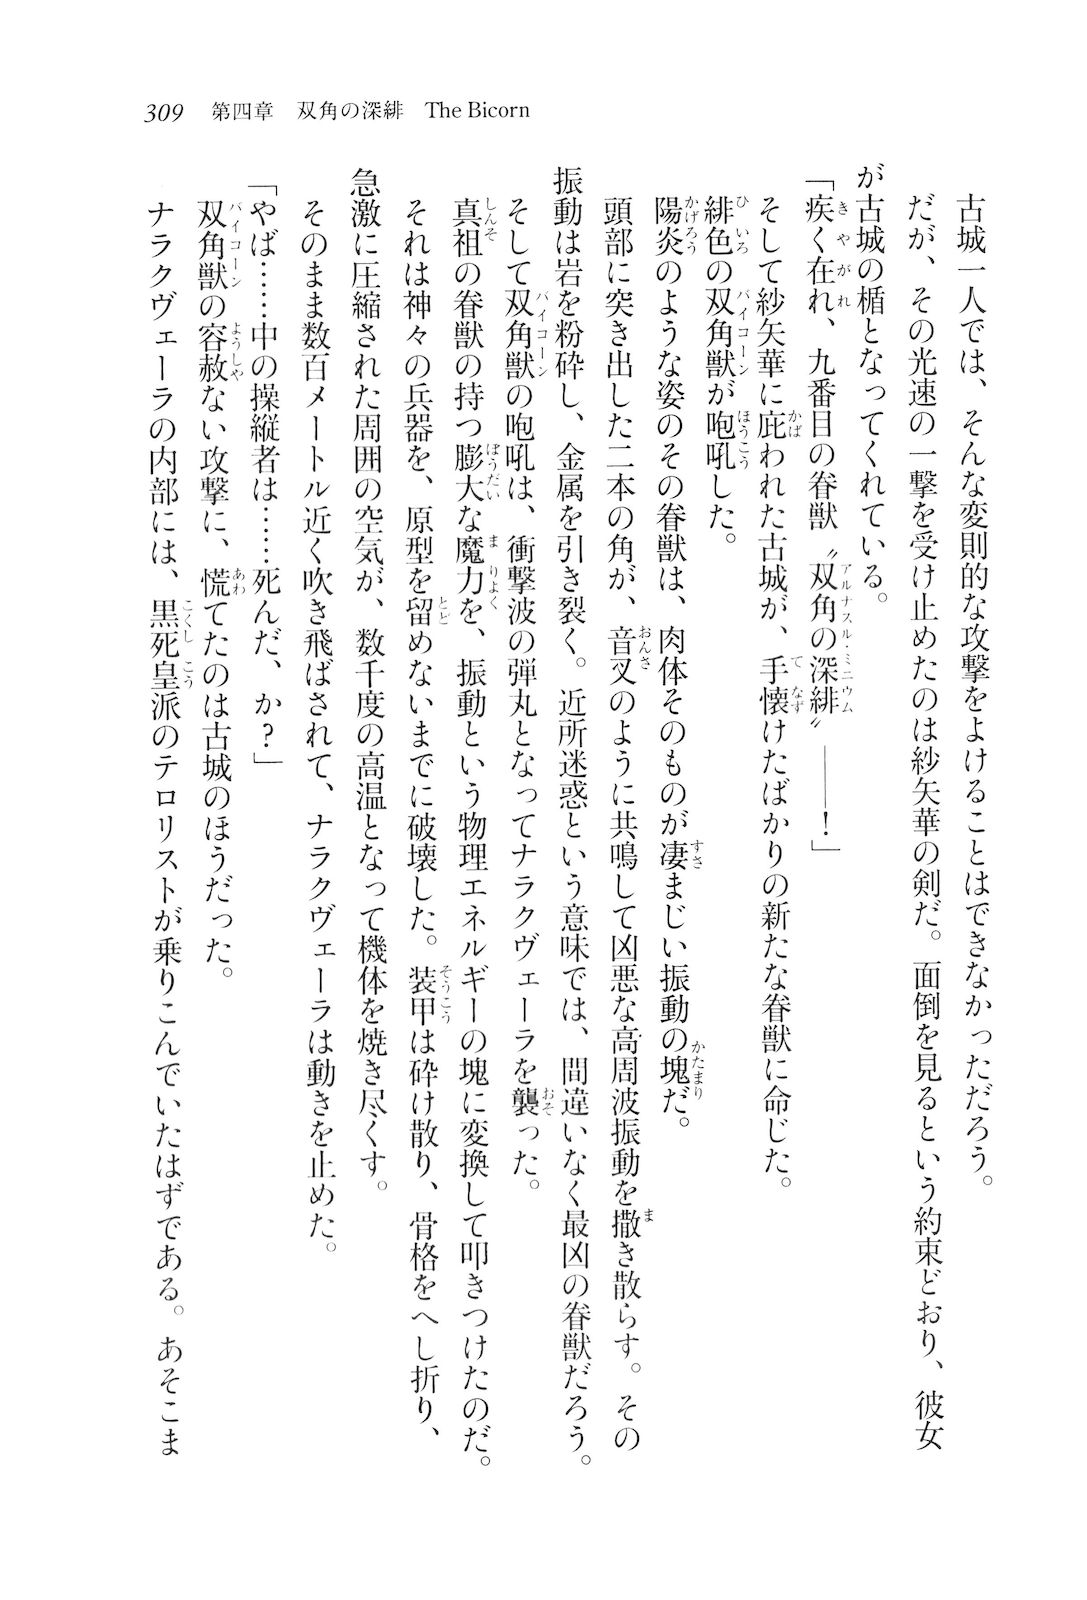 309　第四章　双角の深緋　The Bicorn
古城一人では、そんな変則的な攻撃をよけることはできなかっただろう。
だが、その光速の一撃を受け止めたのは紗矢華の剣だ。面倒を見るという約束どおり、彼女
が古城の楯となってくれている。
「疾く在れ、九番目の眷獣〝双角の深緋〟――！」
そして紗矢華に庇われた古城が、手懐けたばかりの新たな眷獣に命じた。
緋色の双角獣が咆吼した。
陽炎のような姿のその眷獣は、肉体そのものが凄まじい振動の塊だ。
頭部に突き出した二本の角が、音叉のように共鳴して凶悪な高周波振動を撒き散らす。その
振動は岩を粉砕し、金属を引き裂く。近所迷惑という意味では、間違いなく最凶の眷獣だろう。
そして双角獣の咆吼は、衝撃波の弾丸となってナラクヴェーラを襲った。
真祖の眷獣の持つ膨大な魔力を、振動という物理エネルギーの塊に変換して叩きつけたのだ。
それは神々の兵器を、原型を留めないまでに破壊した。装甲は砕け散り、骨格をへし折り、
急激に圧縮された周囲の空気が、数千度の高温となって機体を焼き尽くす。
そのまま数百メートル近く吹き飛ばされて、ナラクヴェーラは動きを止めた。
「やば……中の操縦者は……死んだ、か？」
双角獣の容赦ない攻撃に、慌てたのは古城のほうだった。
ナラクヴェーラの内部には、黒死皇派のテロリストが乗りこんでいたはずである。あそこま